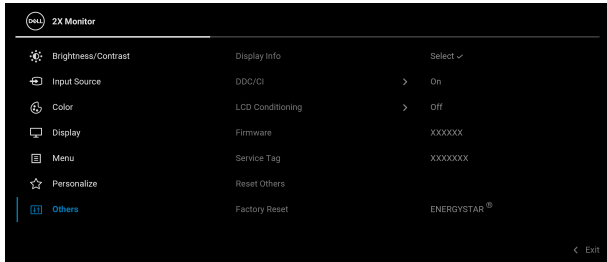 DELL 2X Monitor
Brightness/Contrast Display Info Select
Input Source DDC/CI On
Color LCD Conditioning Off
Display Firmware XXXXXX
Menu Service Tag XXXXXXX
Personalize Reset Others
Others Factory Reset ENERGYSTAR ®
Exit